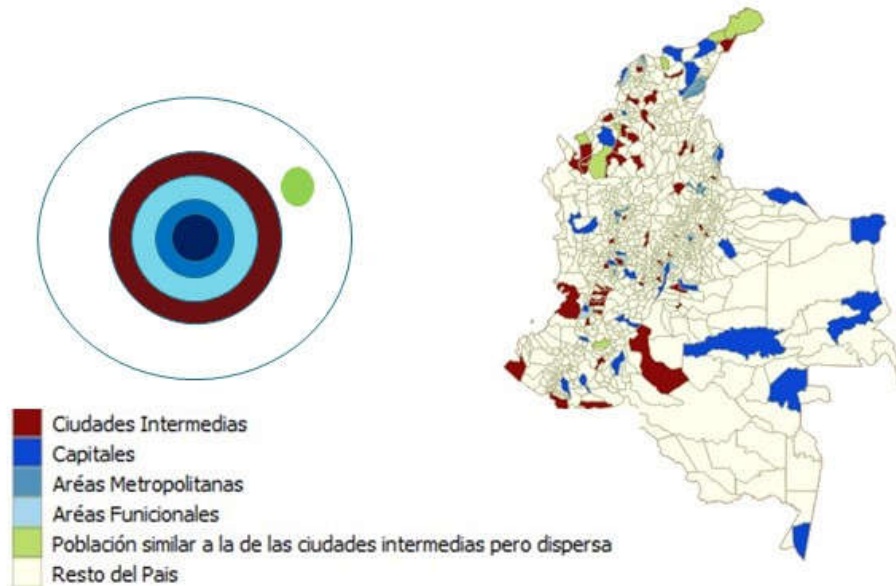 Ciudades Intermedias
Capitales
Aréas Metropolitanas
Aréas Funicionales
Población similar a la de las ciudades intermedias pero dispersa
Resto del Pais